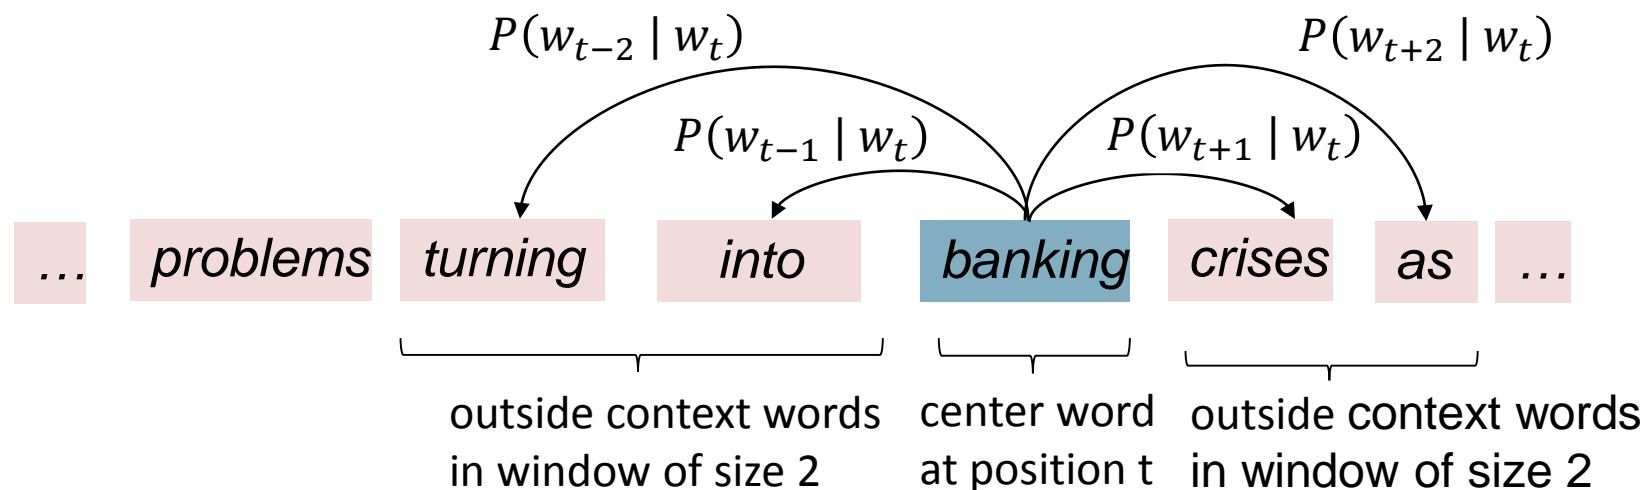 P(w_{t−2} | w_t) P(w_{t+2} | w_t)
P(w_{t−1} | w_t) P(w_{t+1} | w_t)
... problems turning into banking crises as ...
outside context words center word outside context words
in window of size 2 at position t in window of size 2